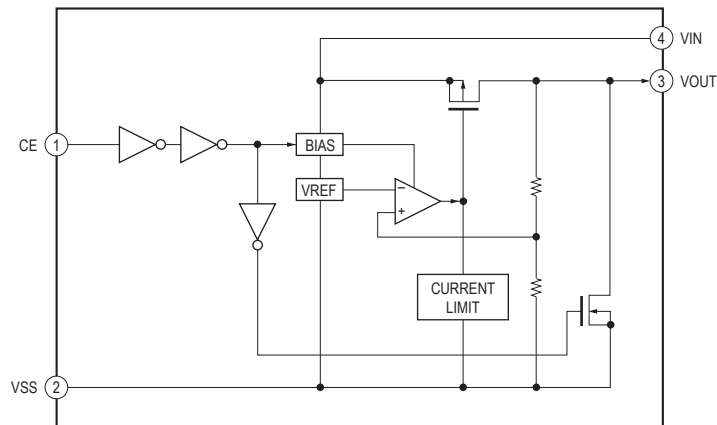 4 VIN
3 VOUT
CE 1
BIAS
VREF
−
+
CURRENT
LIMIT
VSS 2